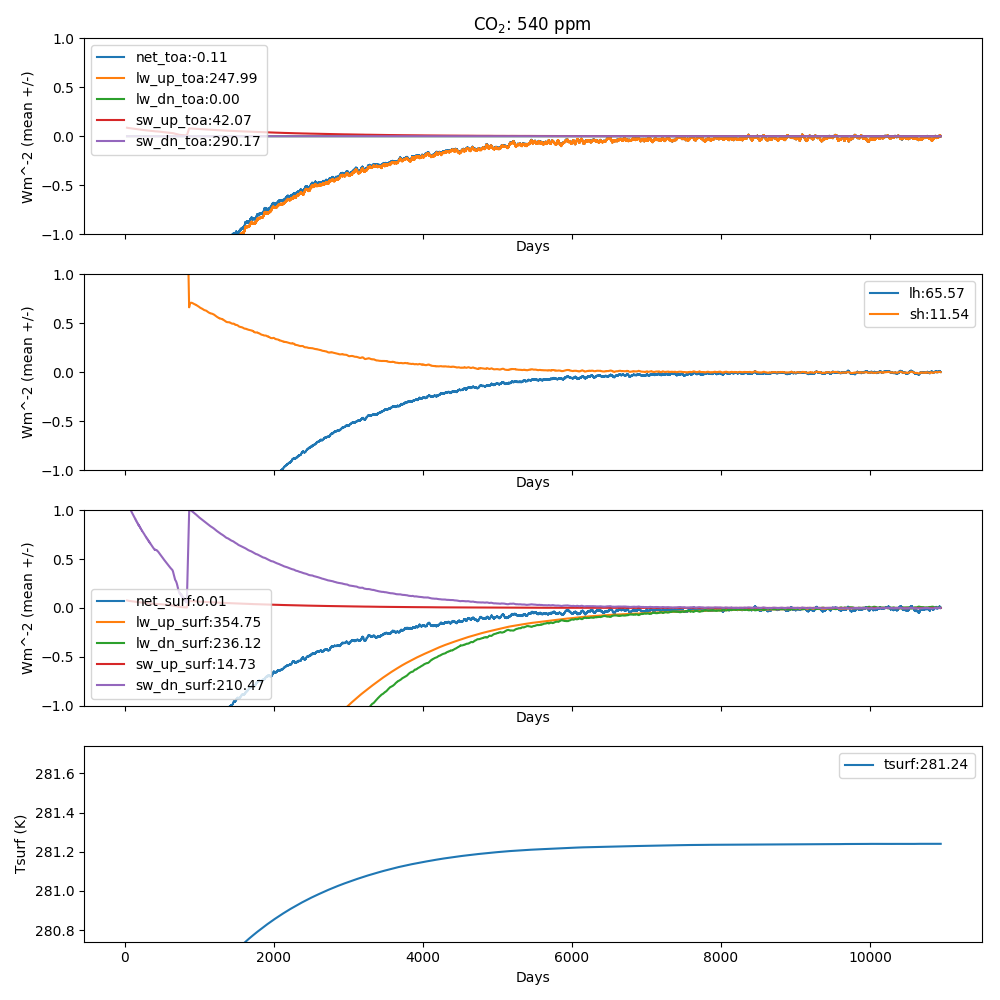 CO₂: 540 ppm
1.0
0.5
0.0
−0.5
−1.0
Wm^-2 (mean +/-)
net_toa:-0.11
lw_up_toa:247.99
lw_dn_toa:0.00
sw_up_toa:42.07
sw_dn_toa:290.17
Days
1.0
0.5
0.0
−0.5
−1.0
Wm^-2 (mean +/-)
lh:65.57
sh:11.54
Days
1.0
0.5
0.0
−0.5
−1.0
Wm^-2 (mean +/-)
net_surf:0.01
lw_up_surf:354.75
lw_dn_surf:236.12
sw_up_surf:14.73
sw_dn_surf:210.47
Days
281.6
281.4
281.2
281.0
280.8
Tsurf (K)
tsurf:281.24
0 2000 4000 6000 8000 10000
Days